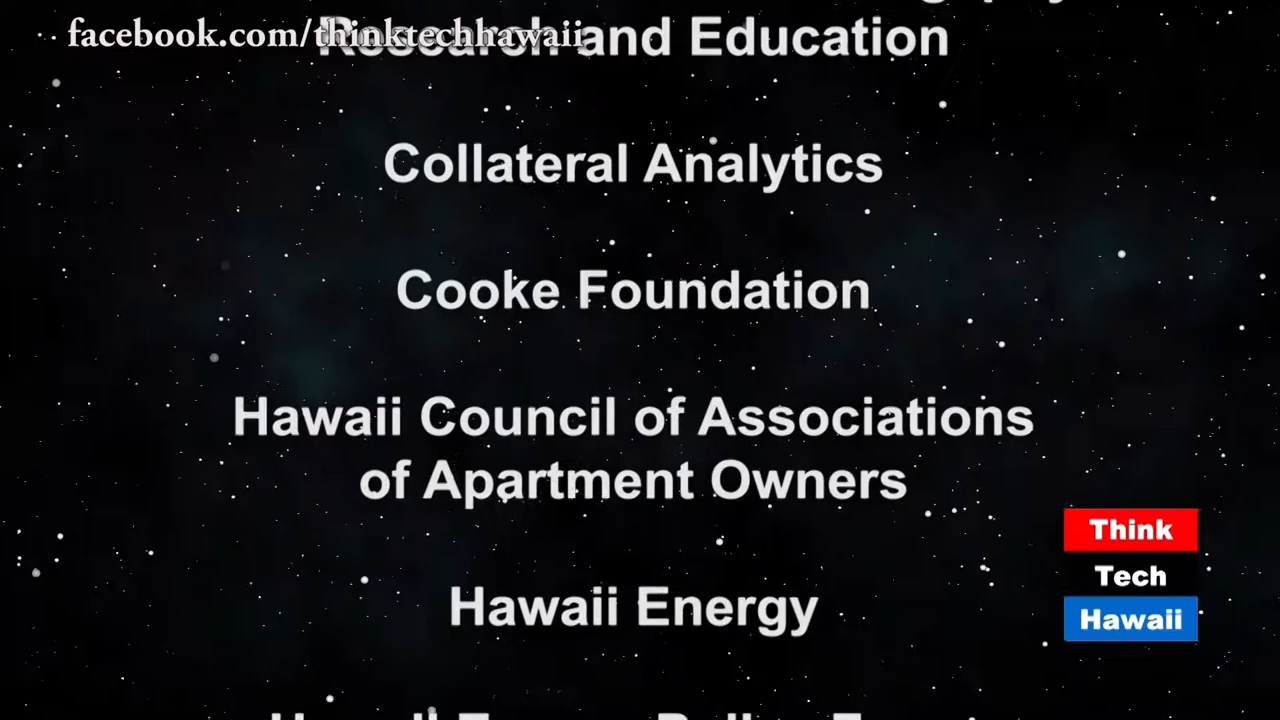 facebook.com/thinktechhawaii
Research and Education
Collateral Analytics
Cooke Foundation
Hawaii Council of Associations
of Apartment Owners
Hawaii Energy
Think
Tech
Hawaii